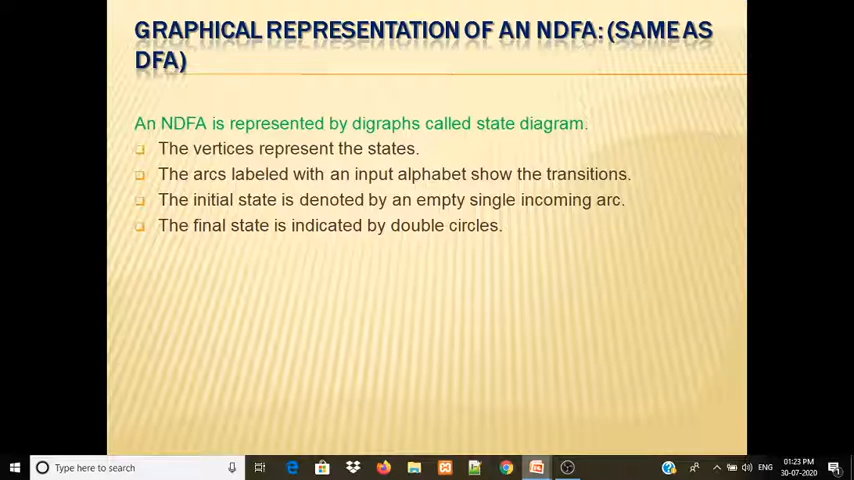 GRAPHICAL REPRESENTATION OF AN NDFA: (SAME AS
DFA)
An NDFA is represented by digraphs called state diagram.
The vertices represent the states.
The arcs labeled with an input alphabet show the transitions.
The initial state is denoted by an empty single incoming arc.
The final state is indicated by double circles.
Type here to search
ENG
01:23 PM
30-07-2020